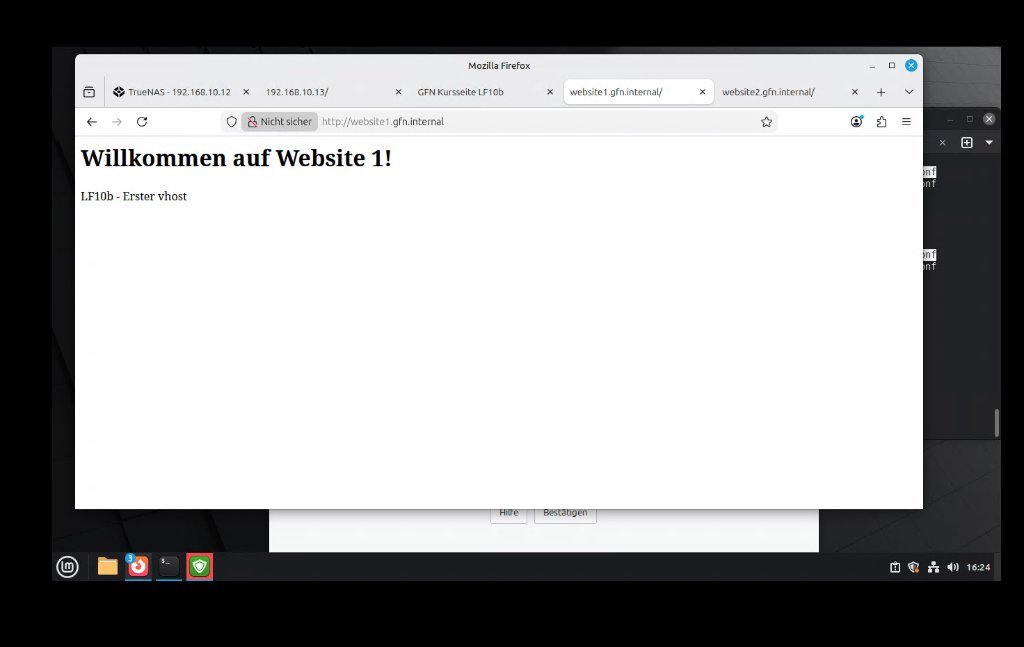 Mozilla Firefox
TrueNAS - 192.168.10.12
192.168.10.13/
GFN Kursseite LF10b
website1.gfn.internal/
website2.gfn.internal/
Nicht sicher
http://website1.gfn.internal
Willkommen auf Website 1!
LF10b - Erster vhost
onf
onf
onf
onf
Hilfe
Bestätigen
3
$_
16:24